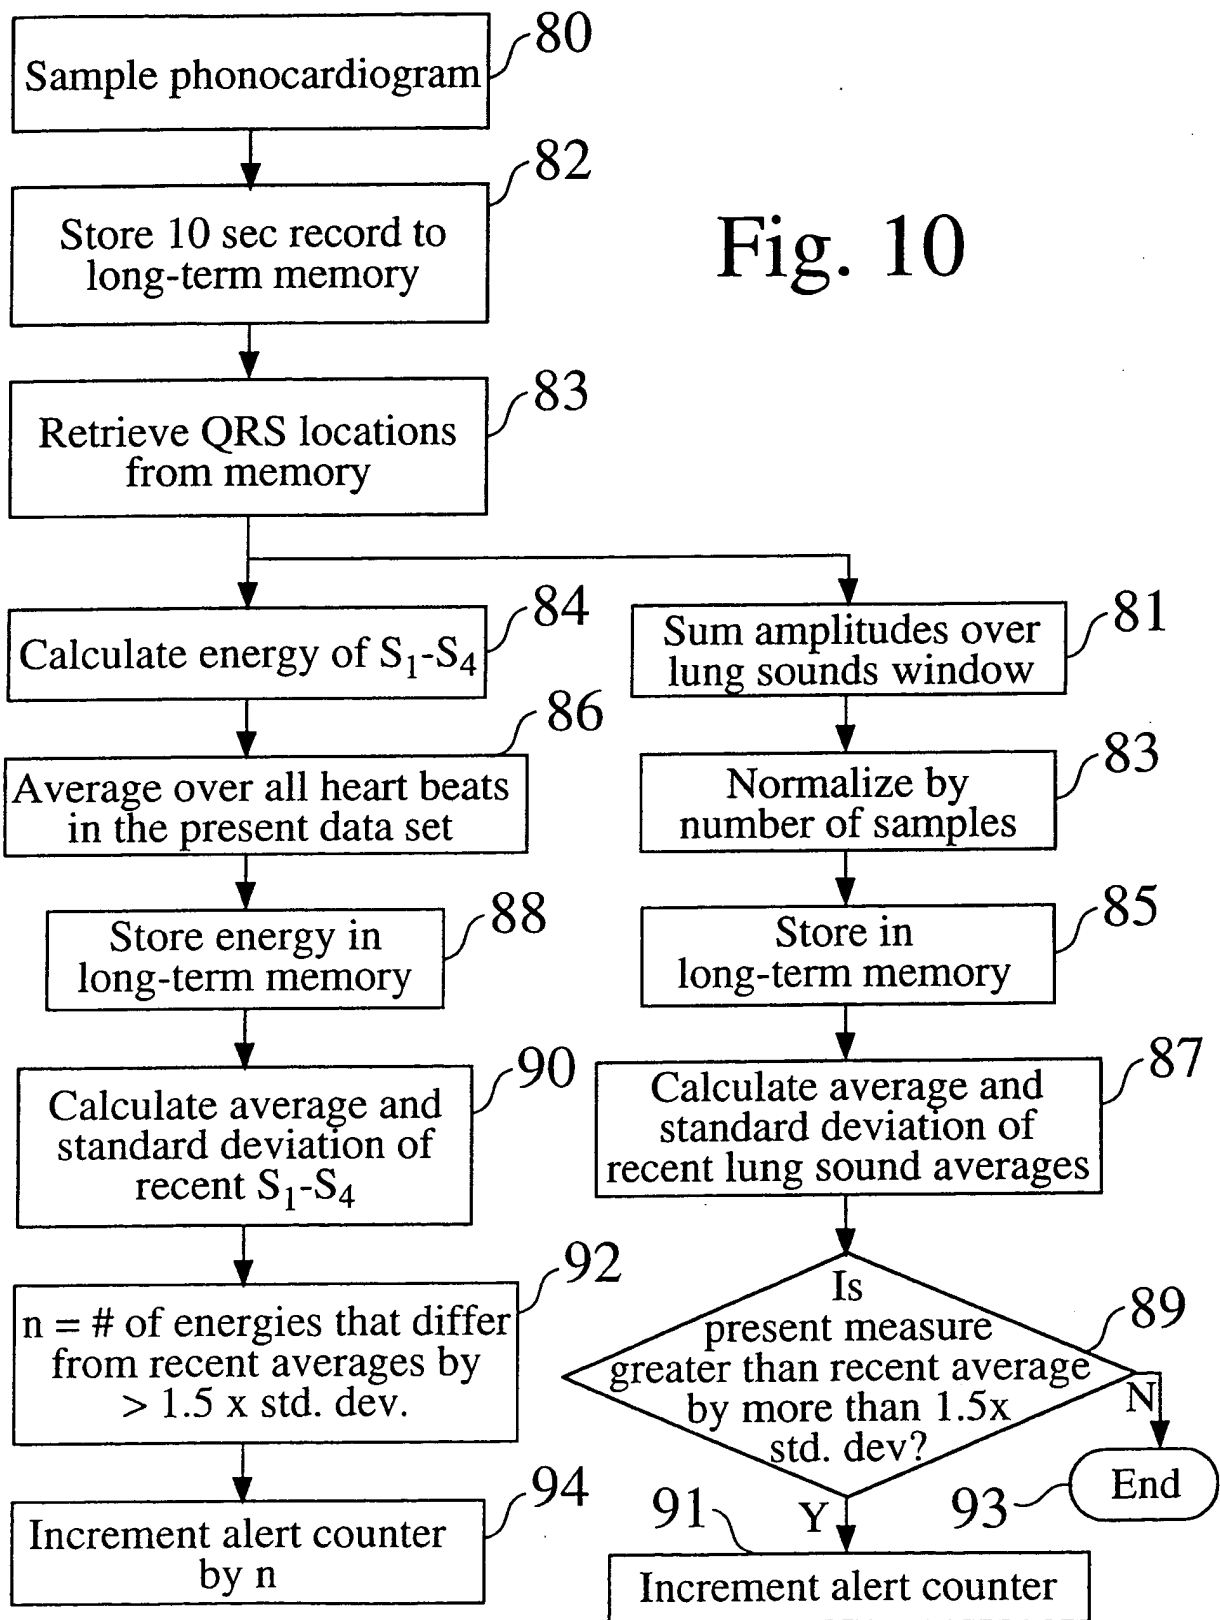 80
Sample phonocardiogram
82
Store 10 sec record to
long-term memory
Fig. 10
83
Retrieve QRS locations
from memory
84
Calculate energy of S₁-S₄
86
Average over all heart beats
in the present data set
88
Store energy in
long-term memory
90
Calculate average and
standard deviation of
recent S₁-S₄
92
n = # of energies that differ
from recent averages by
> 1.5 x std. dev.
94
Increment alert counter
by n
81
Sum amplitudes over
lung sounds window
83
Normalize by
number of samples
85
Store in
long-term memory
87
Calculate average and
standard deviation of
recent lung sound averages
89
Is
present measure
greater than recent average
by more than 1.5x
std. dev?
N
End
93
Y
91
Increment alert counter